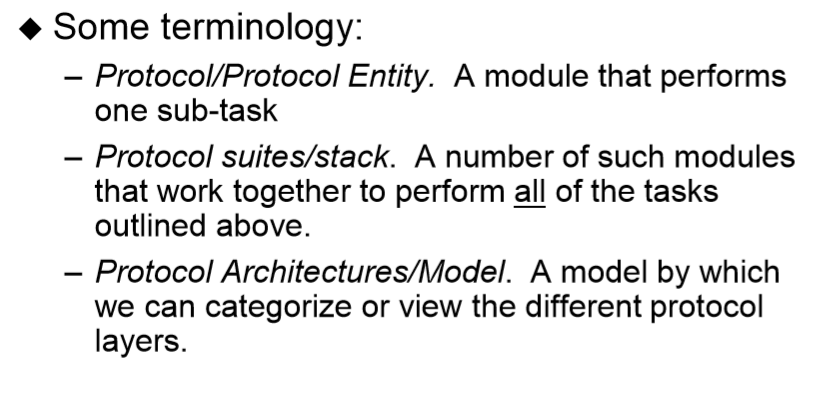 ◆ Some terminology:
– Protocol/Protocol Entity. A module that performs
one sub-task
– Protocol suites/stack. A number of such modules
that work together to perform all of the tasks
outlined above.
– Protocol Architectures/Model. A model by which
we can categorize or view the different protocol
layers.